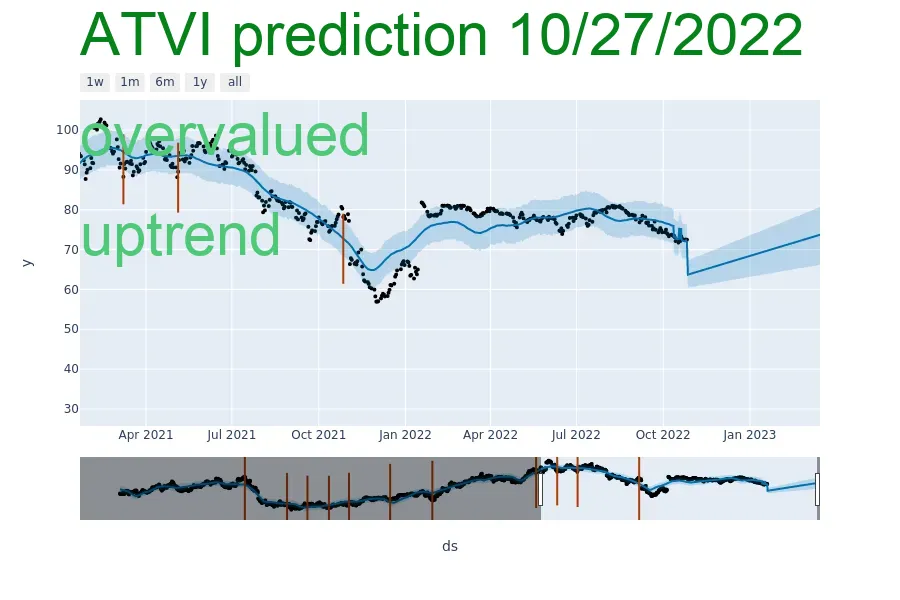 ATVI prediction 10/27/2022
1w 1m 6m 1y all
overvalued
uptrend
100
90
80
70
60
50
40
30
y
Apr 2021 Jul 2021 Oct 2021 Jan 2022 Apr 2022 Jul 2022 Oct 2022 Jan 2023
ds